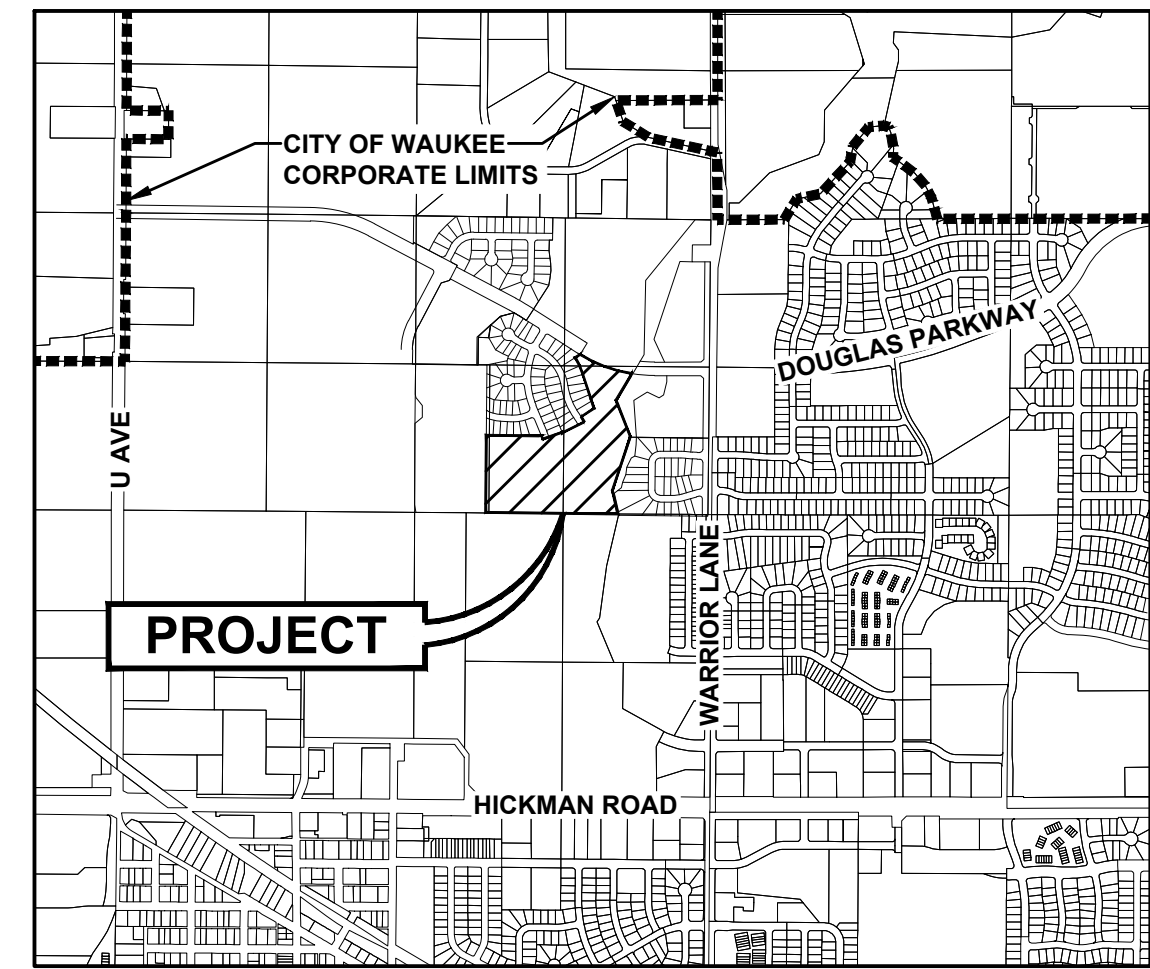 CITY OF WAUKEE
CORPORATE LIMITS
DOUGLAS PARKWAY
U AVE
WARRIOR LANE
PROJECT
HICKMAN ROAD